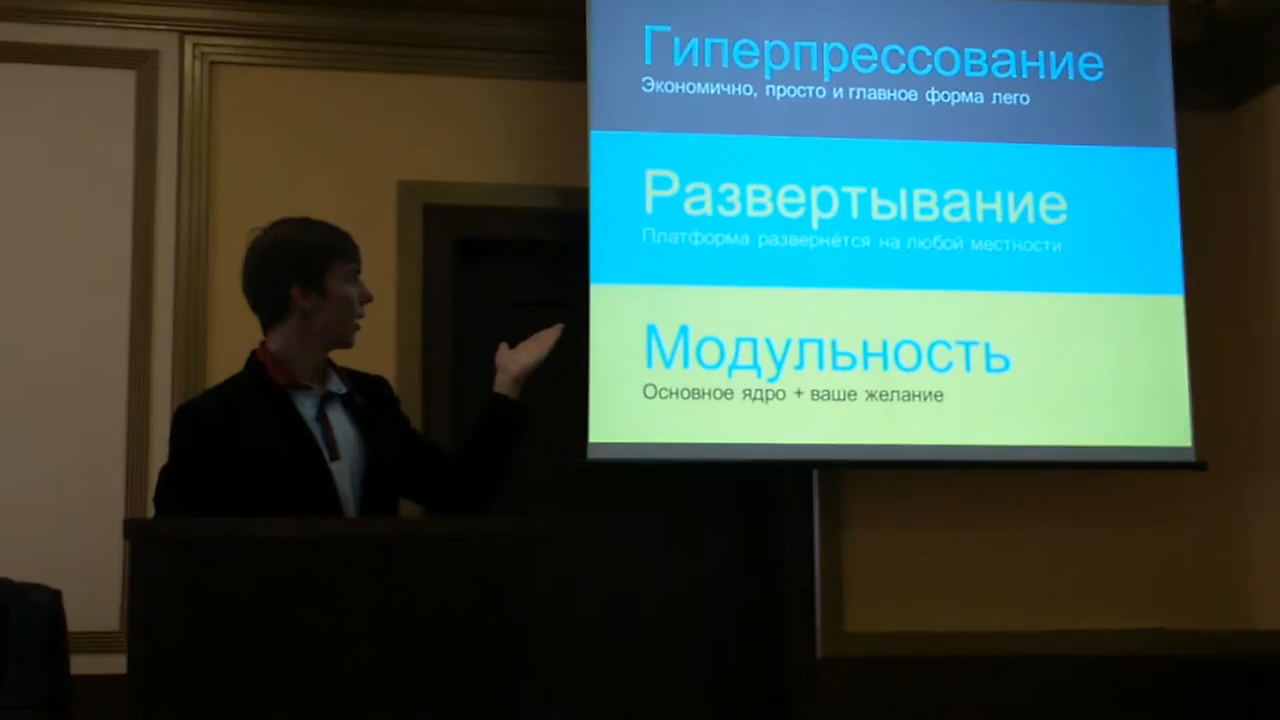 Гиперпрессование
Экономично, просто и главное форма лего
Развертывание
Платформа развернётся на любой местности
Модульность
Основное ядро + ваше желание